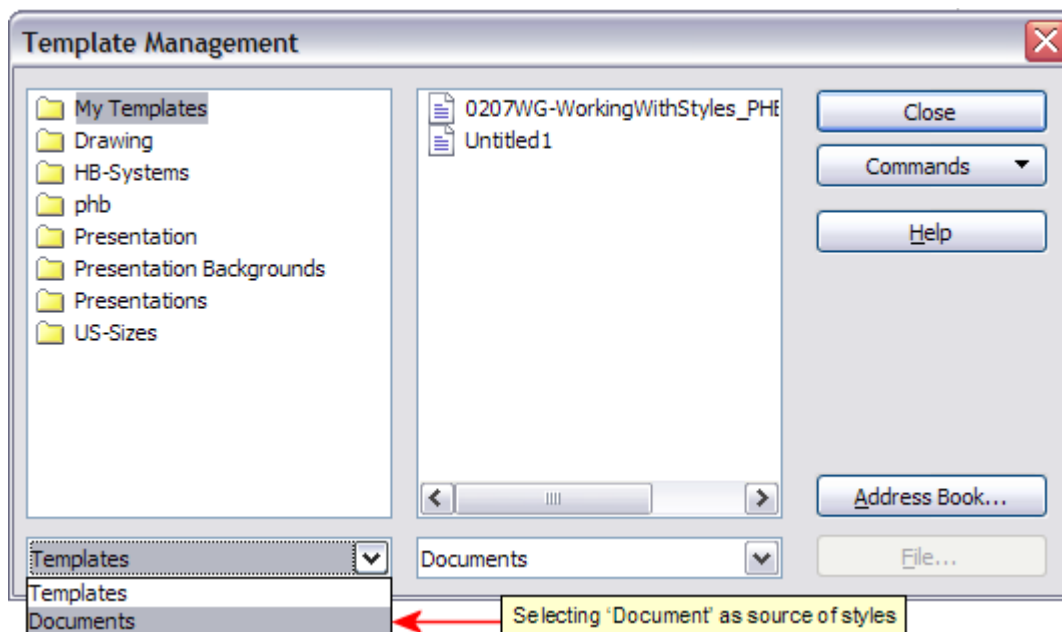 Template Management
My Templates
Drawing
HB-Systems
phb
Presentation
Presentation Backgrounds
Presentations
US-Sizes
0207WG-WorkingWithStyles_PHB
Untitled1
Close
Commands
Help
Address Book...
File...
Templates
Documents
Templates
Documents
Selecting ‘Document’ as source of styles